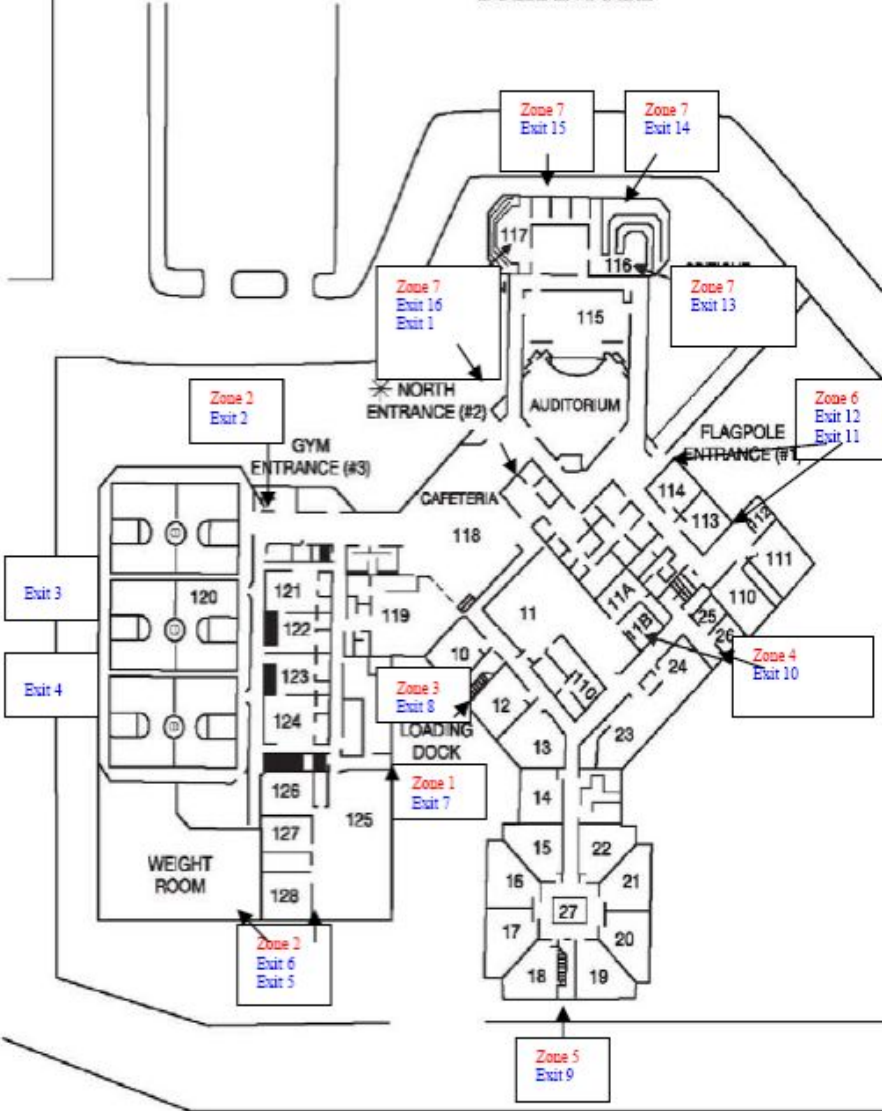 Zone 7
Exit 15
Zone 7
Exit 14
117
116
Zone 7
Exit 16
Exit 1
Zone 7
Exit 13
115
NORTH
ENTRANCE (#2)
AUDITORIUM
Zone 2
Exit 2
Zone 6
Exit 12
Exit 11
GYM
ENTRANCE (#3)
FLAGPOLE
ENTRANCE (#1
CAFETERIA
114
113
112
111
118
120
121
119
11
11A
110
Exit 3
122
11B
25
26
10
24
Zone 4
Exit 10
Exit 4
123
Zone 3
Exit 8
12
110
124
LOADING
DOCK
13
23
126
Zone 1
Exit 7
14
125
127
15
22
WEIGHT
ROOM
16
21
128
27
17
20
Zone 2
Exit 6
Exit 5
18
19
Zone 5
Exit 9